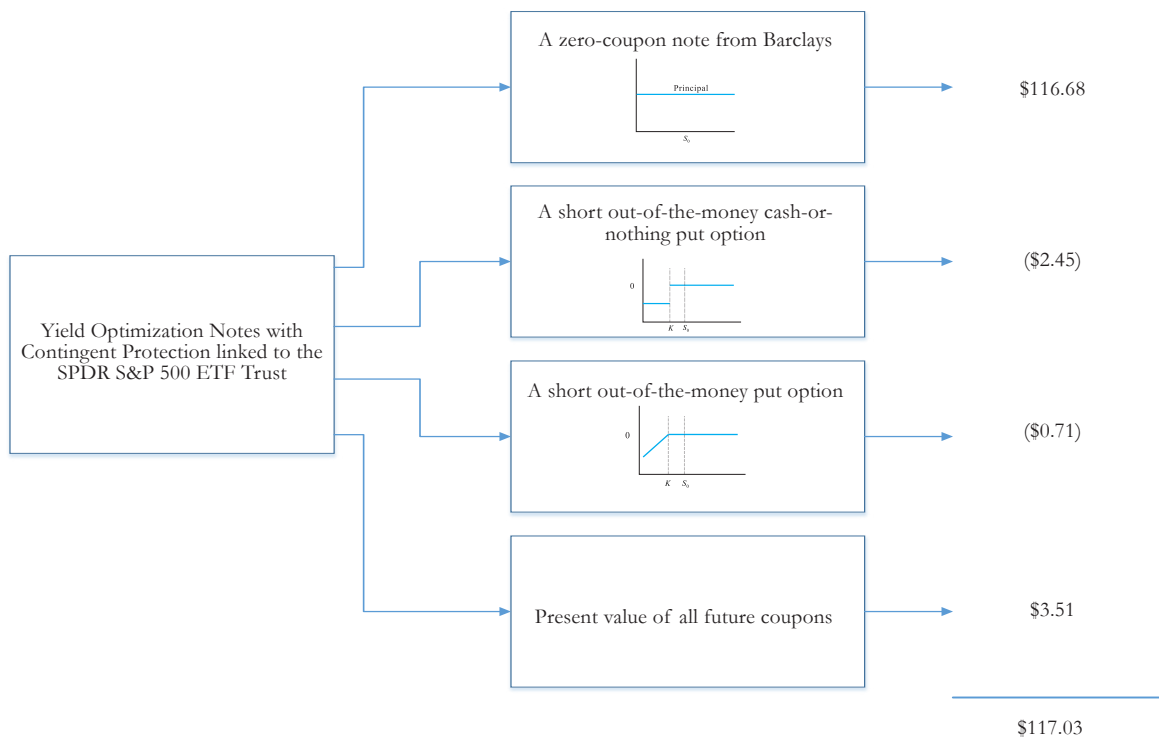 A zero-coupon note from Barclays
Principal
S₀
$116.68
A short out-of-the-money cash-or-
nothing put option
0
K S₀
($2.45)
Yield Optimization Notes with
Contingent Protection linked to the
SPDR S&P 500 ETF Trust
A short out-of-the-money put option
0
K S₀
($0.71)
Present value of all future coupons
$3.51
$117.03